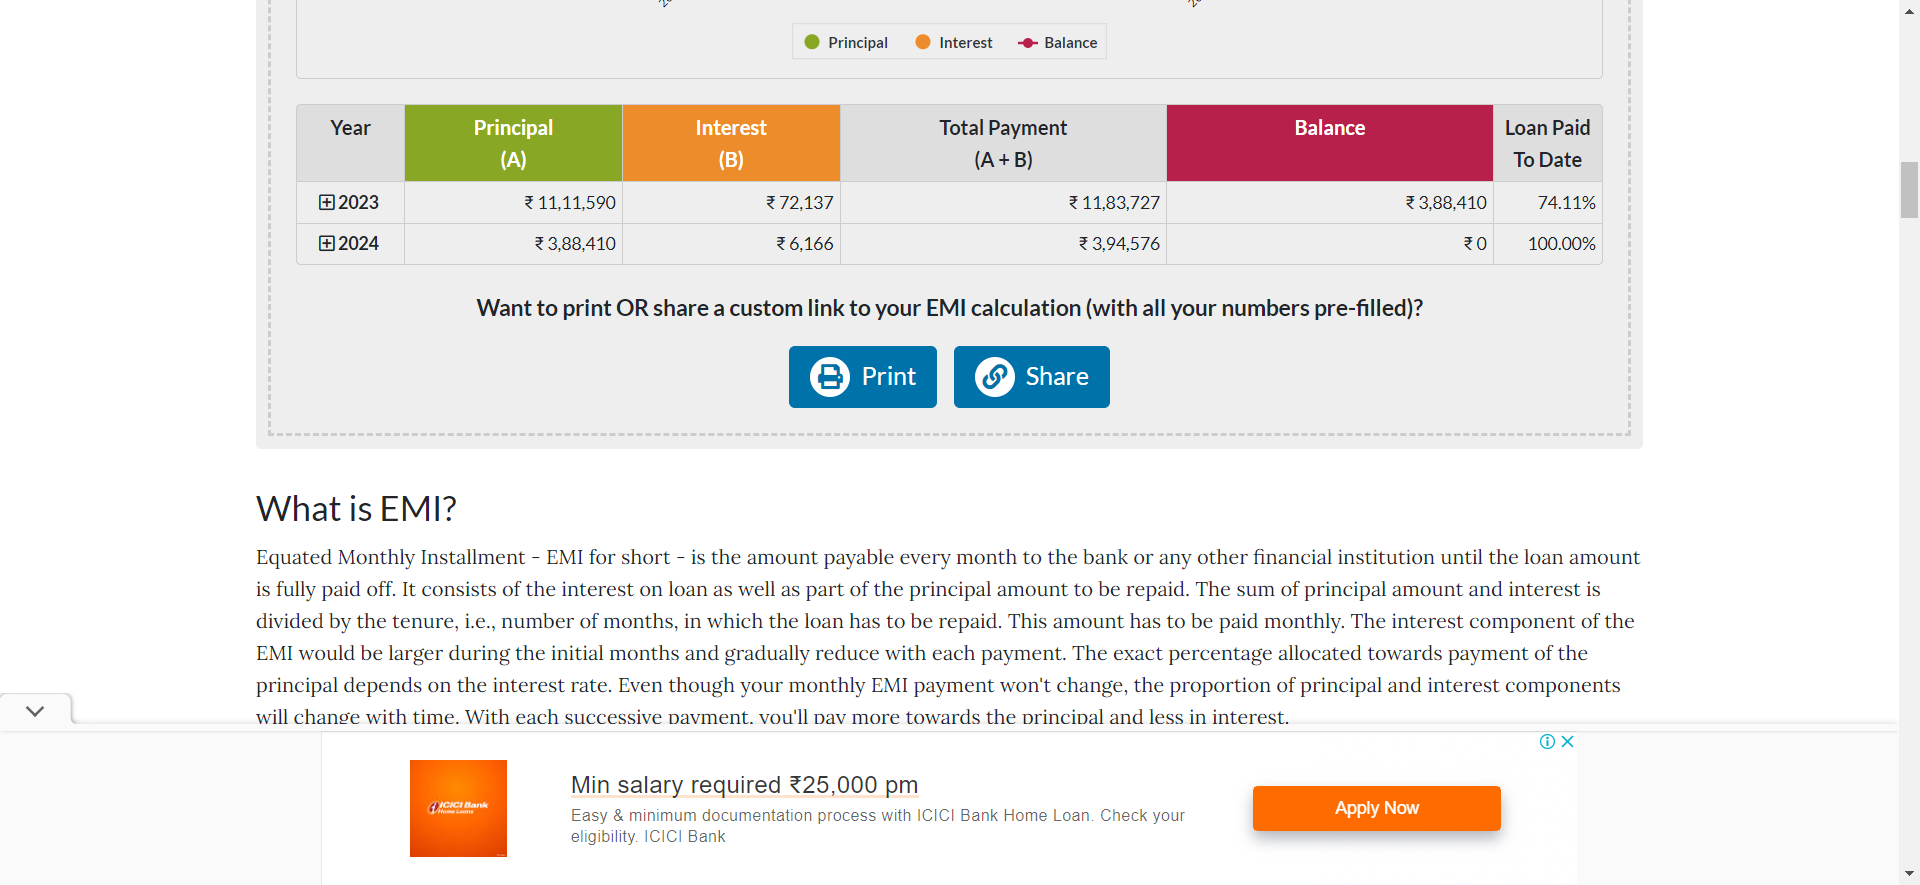 Principal Interest Balance
Year Principal (A) Interest (B) Total Payment (A + B) Balance Loan Paid To Date
2023 ₹ 11,11,590 ₹ 72,137 ₹ 11,83,727 ₹ 3,88,410 74.11%
2024 ₹ 3,88,410 ₹ 6,166 ₹ 3,94,576 ₹ 0 100.00%
Want to print OR share a custom link to your EMI calculation (with all your numbers pre-filled)?
Print Share
What is EMI?
Equated Monthly Installment - EMI for short - is the amount payable every month to the bank or any other financial institution until the loan amount
is fully paid off. It consists of the interest on loan as well as part of the principal amount to be repaid. The sum of principal amount and interest is
divided by the tenure, i.e., number of months, in which the loan has to be repaid. This amount has to be paid monthly. The interest component of the
EMI would be larger during the initial months and gradually reduce with each payment. The exact percentage allocated towards payment of the
principal depends on the interest rate. Even though your monthly EMI payment won't change, the proportion of principal and interest components
will change with time. With each successive payment, you'll pay more towards the principal and less in interest.
ICICI Bank
Home Loans
Min salary required ₹25,000 pm
Easy & minimum documentation process with ICICI Bank Home Loan. Check your
eligibility. ICICI Bank
Apply Now